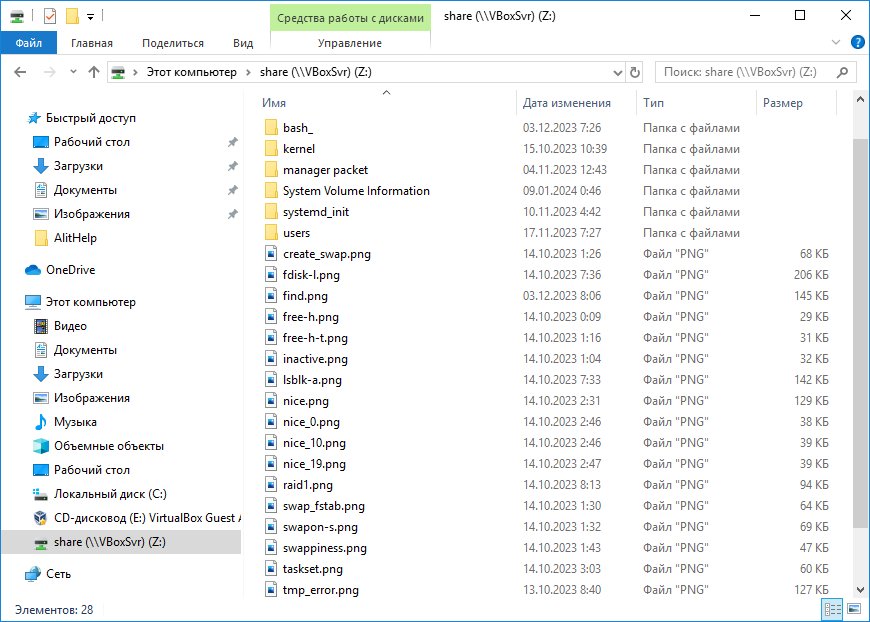 Средства работы с дисками share (\\VBoxSvr) (Z:)
Файл Главная Поделиться Вид Управление
Этот компьютер share (\\VBoxSvr) (Z:) Поиск: share (\\VBoxSvr) (Z:)
Быстрый доступ
Рабочий стол
Загрузки
Документы
Изображения
AlitHelp
OneDrive
Этот компьютер
Видео
Документы
Загрузки
Изображения
Музыка
Объемные объекты
Рабочий стол
Локальный диск (C:)
CD-дисковод (E:) VirtualBox Guest
share (\\VBoxSvr) (Z:)
Сеть
Имя Дата изменения Тип Размер
bash_ 03.12.2023 7:26 Папка с файлами
kernel 15.10.2023 10:39 Папка с файлами
manager packet 04.11.2023 12:43 Папка с файлами
System Volume Information 09.01.2024 0:46 Папка с файлами
systemd_init 10.11.2023 4:42 Папка с файлами
users 17.11.2023 7:27 Папка с файлами
create_swap.png 14.10.2023 1:26 Файл "PNG" 68 КБ
fdisk-l.png 14.10.2023 7:36 Файл "PNG" 206 КБ
find.png 03.12.2023 8:06 Файл "PNG" 145 КБ
free-h.png 14.10.2023 0:09 Файл "PNG" 29 КБ
free-h-t.png 14.10.2023 1:16 Файл "PNG" 31 КБ
inactive.png 14.10.2023 1:04 Файл "PNG" 32 КБ
lsblk-a.png 14.10.2023 7:33 Файл "PNG" 142 КБ
nice.png 14.10.2023 2:31 Файл "PNG" 129 КБ
nice_0.png 14.10.2023 2:46 Файл "PNG" 38 КБ
nice_10.png 14.10.2023 2:46 Файл "PNG" 39 КБ
nice_19.png 14.10.2023 2:47 Файл "PNG" 39 КБ
raid1.png 14.10.2023 8:13 Файл "PNG" 94 КБ
swap_fstab.png 14.10.2023 1:30 Файл "PNG" 64 КБ
swapon-s.png 14.10.2023 1:32 Файл "PNG" 69 КБ
swappiness.png 14.10.2023 1:43 Файл "PNG" 47 КБ
taskset.png 14.10.2023 3:03 Файл "PNG" 60 КБ
tmp_error.png 13.10.2023 8:40 Файл "PNG" 127 КБ
Элементов: 28